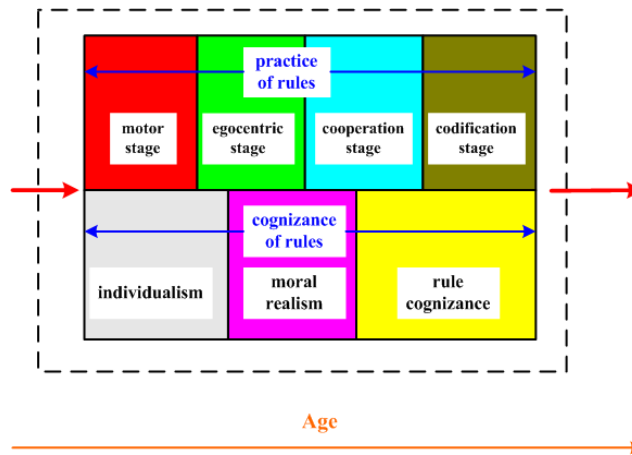 practice
of rules
motor
stage
egocentric
stage
cooperation
stage
codification
stage
cognizance
of rules
individualism
moral
realism
rule
cognizance
Age